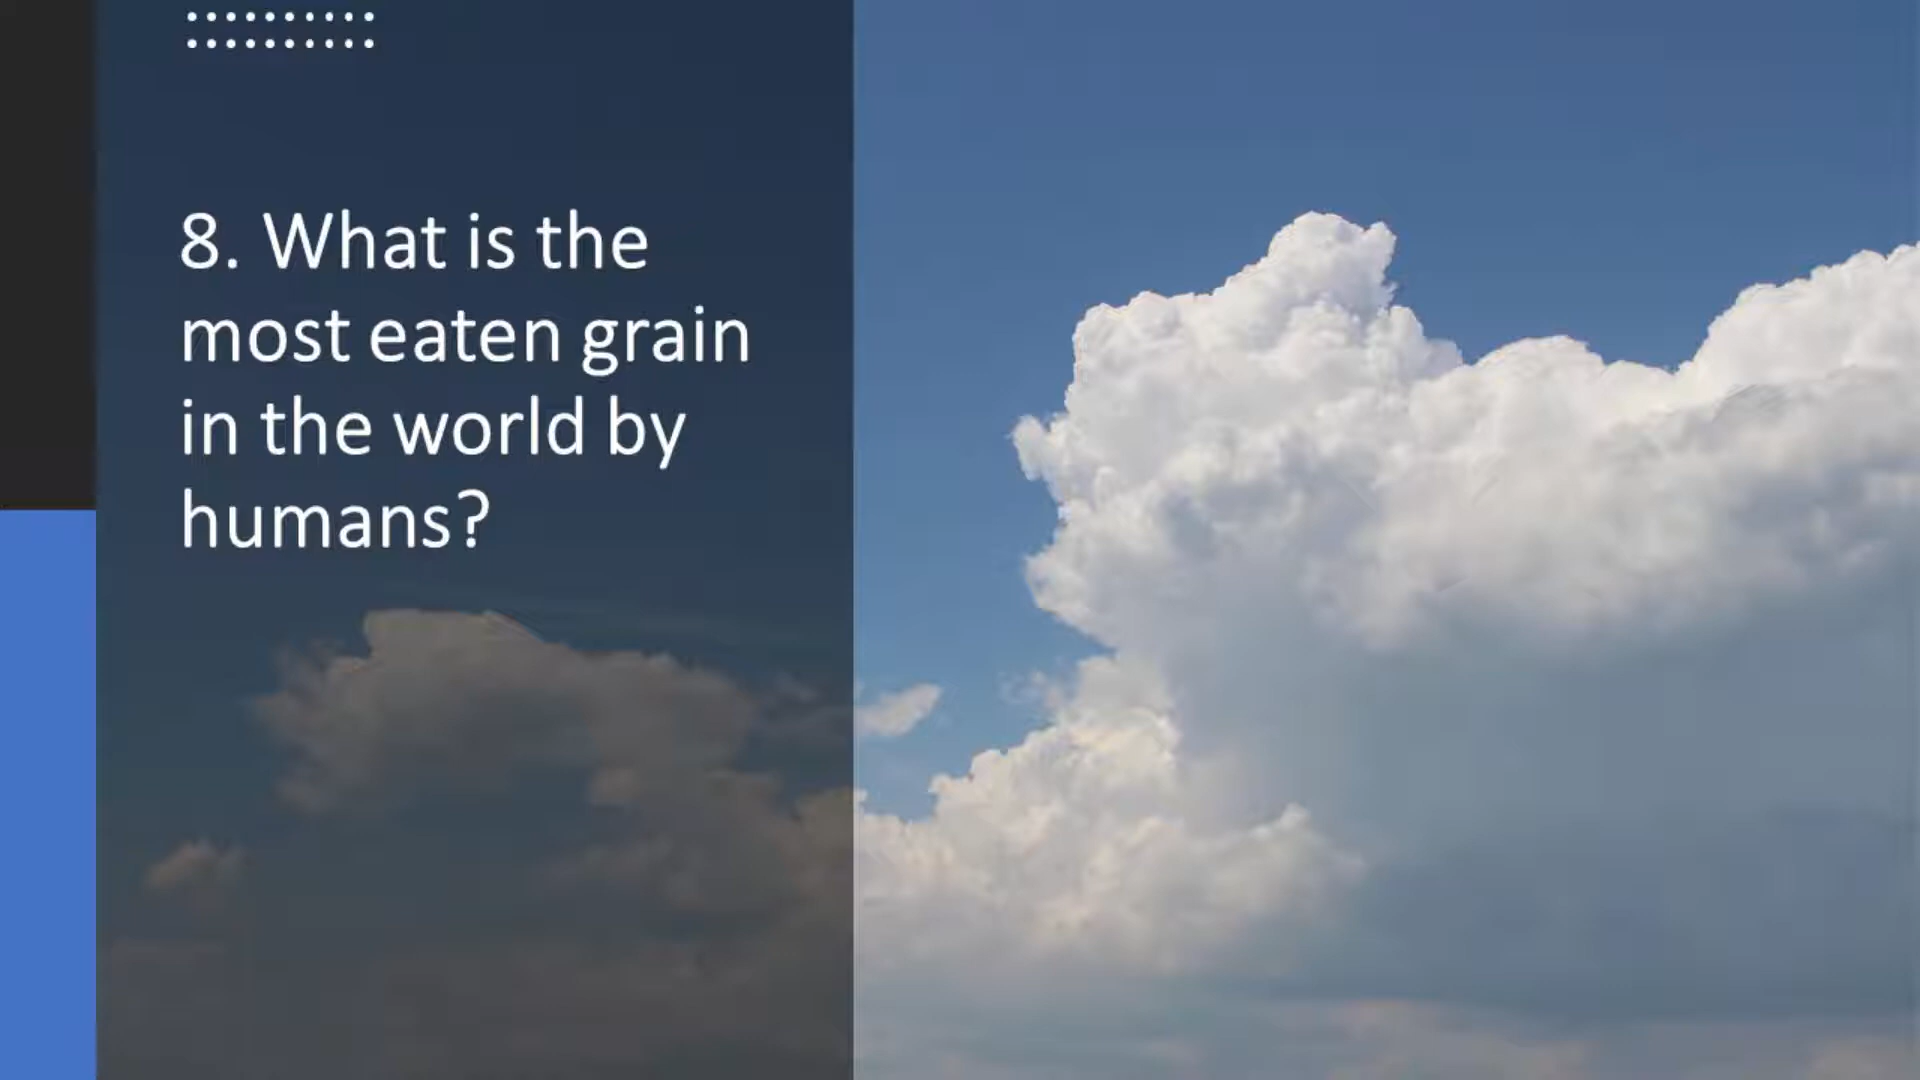 8. What is the
most eaten grain
in the world by
humans?